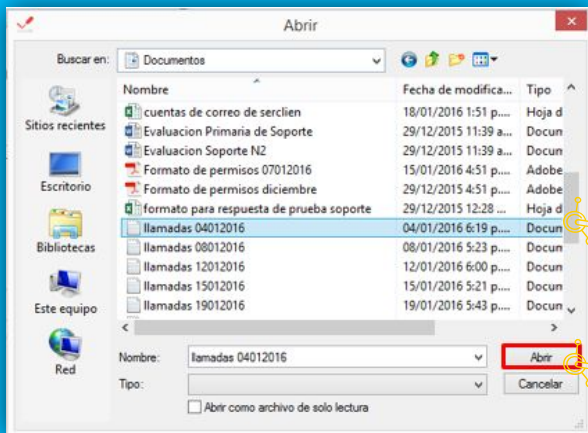 Abrir
Buscar en: Documentos
Nombre Fecha de modifica... Tipo
cuentas de correo de serclien 18/01/2016 1:51 p.... Hoja d
Evaluacion Primaria de Soporte 29/12/2015 11:39 a... Docum
Evaluacion Soporte N2 29/12/2015 11:39 a... Docum
Formato de permisos 07012016 15/01/2016 4:51 p.... Adobe
Formato de permisos diciembre 29/12/2015 4:51 p.... Adobe
formato para respuesta de prueba soporte 29/12/2015 12:28 ... Hoja d
llamadas 04012016 04/01/2016 6:19 p.... Docum
llamadas 08012016 08/01/2016 5:23 p.... Docum
llamadas 12012016 12/01/2016 6:00 p.... Docum
llamadas 15012016 15/01/2016 5:21 p.... Docum
llamadas 19012016 19/01/2016 5:43 p.... Docum
Sitios recientes
Escritorio
Bibliotecas
Este equipo
Red
Nombre: llamadas 04012016 Abrir
Tipo: Cancelar
Abrir como archivo de solo lectura